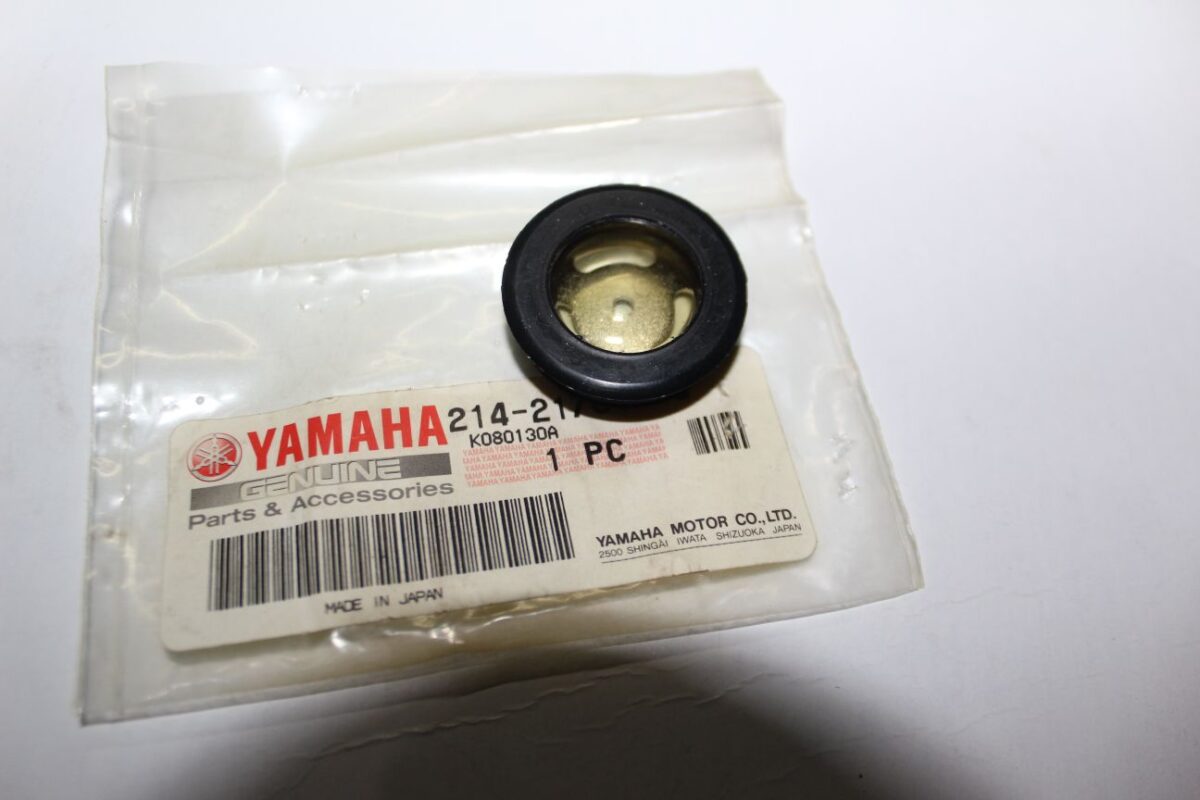 YAMAHA 214-217
K080130A
1 PC
GENUINE
Parts & Accessories
YAMAHA MOTOR CO.,LTD.
2500 SHINGAI IWATA SHIZUOKA JAPAN
MADE IN JAPAN